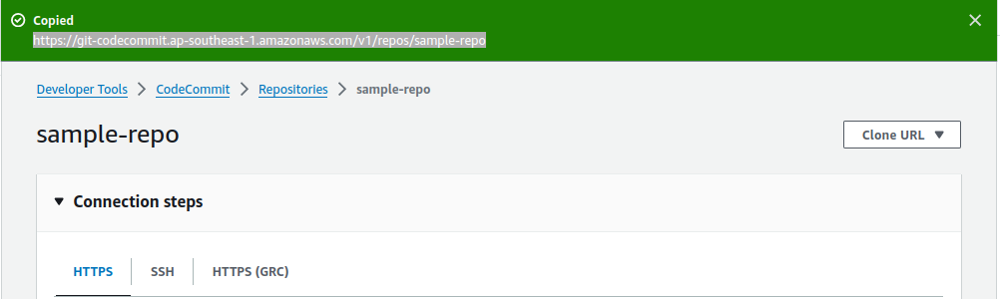 Copied
https://git-codecommit.ap-southeast-1.amazonaws.com/v1/repos/sample-repo
Developer Tools > CodeCommit > Repositories > sample-repo
sample-repo
Clone URL
Connection steps
HTTPS SSH HTTPS (GRC)